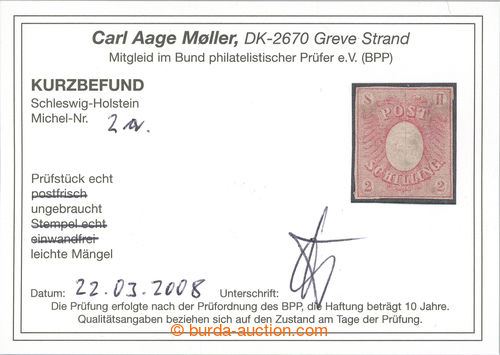 Carl Aage Møller, DK-2670 Greve Strand
Mitglied im Bund philatelistischer Prüfer e.V. (BPP)
KURZBEFUND
Schleswig-Holstein
Michel-Nr. 2a.
S H
POST
SCHILLING.
2 2
Prüfstück echt
postfrisch
ungebraucht
Stempel echt
einwandfrei
leichte Mängel
Datum: 22.03.2008 Unterschrift:
Die Prüfung erfolgte nach der Prüfordnung des BPP, die Haftung beträgt 10 Jahre.
Qualitätsangaben beziehen sich auf den Zustand am Tage der Prüfung.
© burda-auction.com